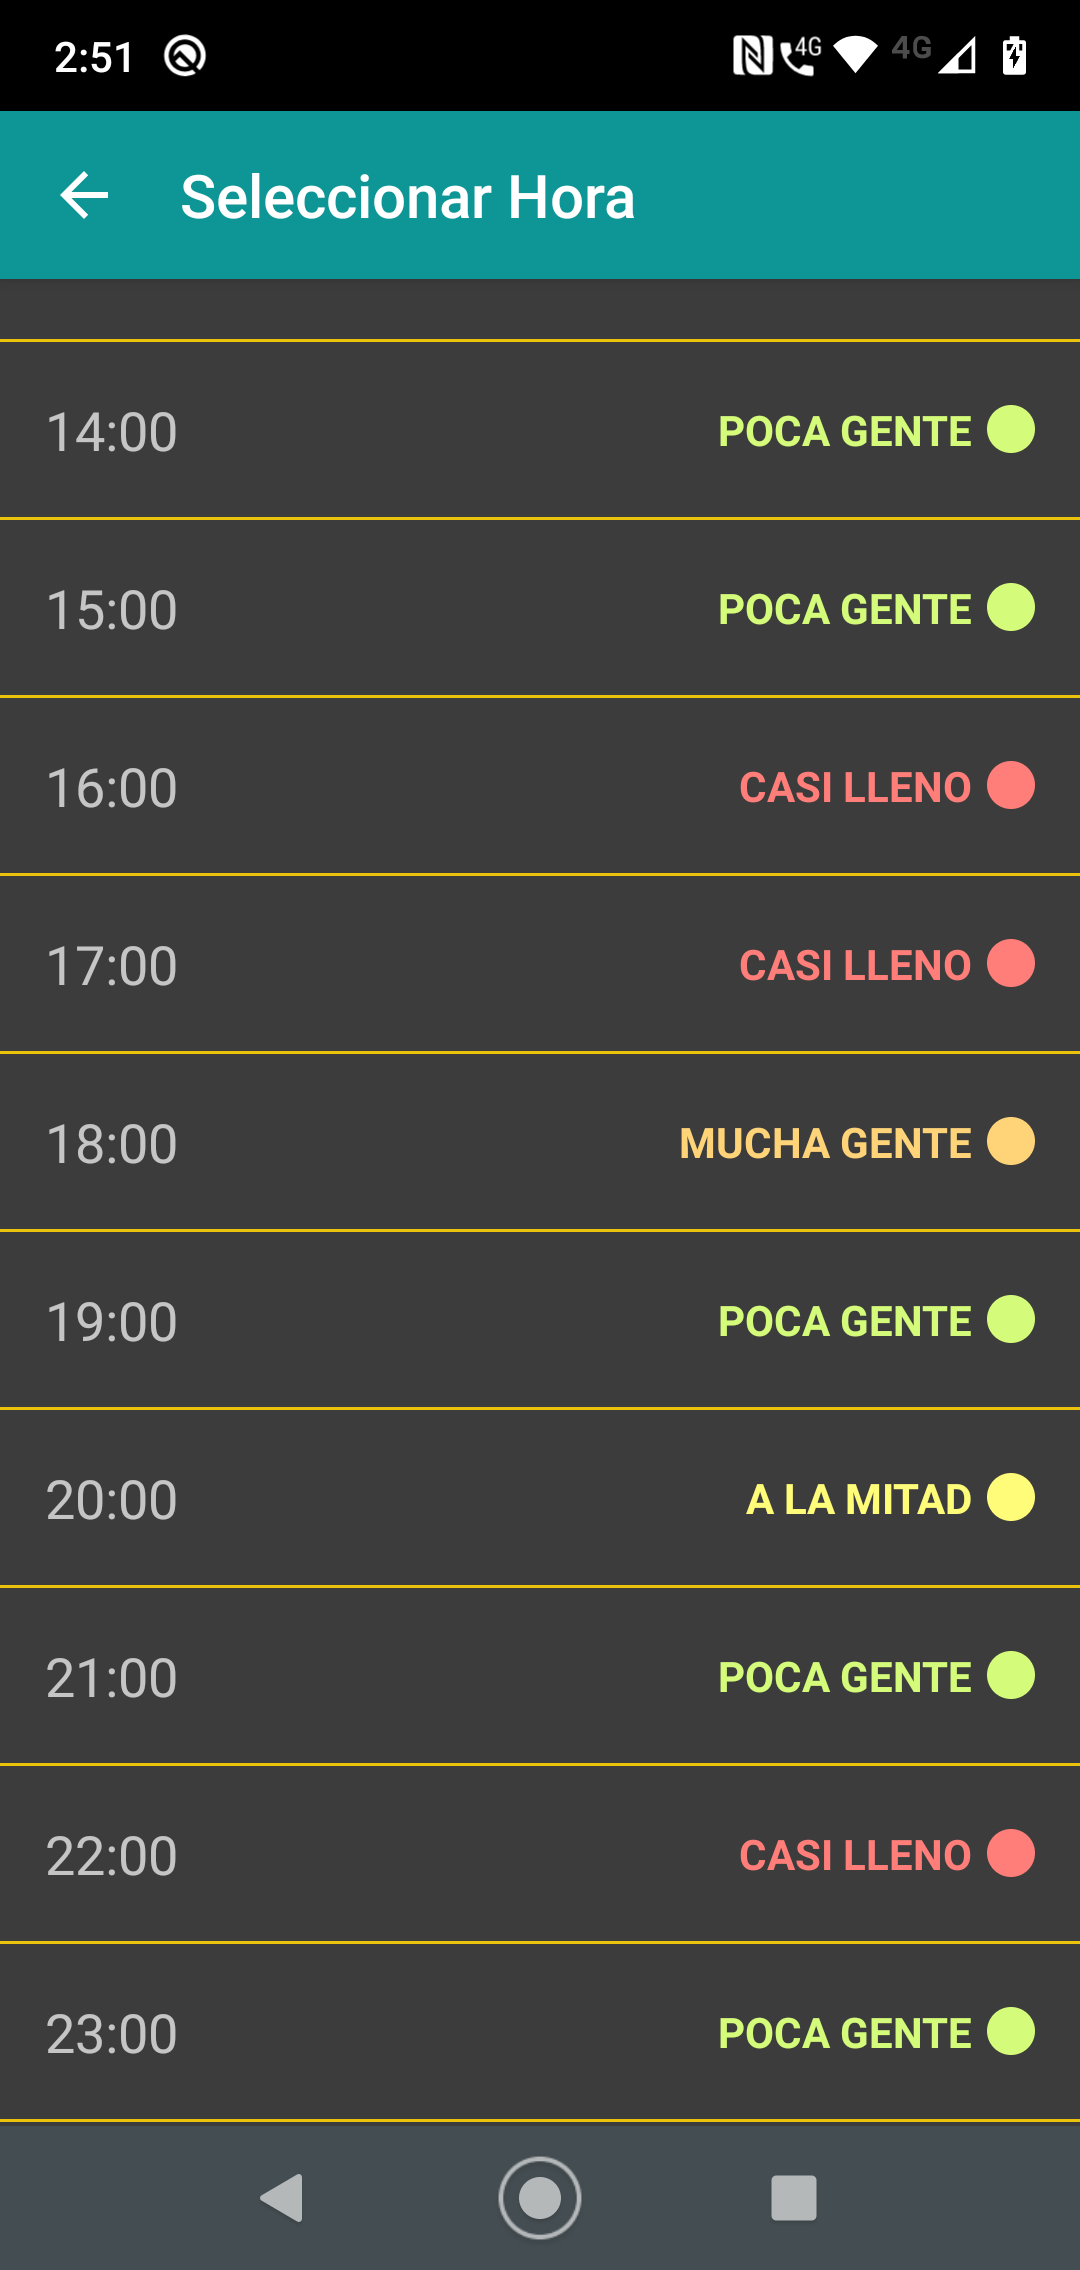 2:51 4G 4G
Seleccionar Hora
14:00 POCA GENTE
15:00 POCA GENTE
16:00 CASI LLENO
17:00 CASI LLENO
18:00 MUCHA GENTE
19:00 POCA GENTE
20:00 A LA MITAD
21:00 POCA GENTE
22:00 CASI LLENO
23:00 POCA GENTE